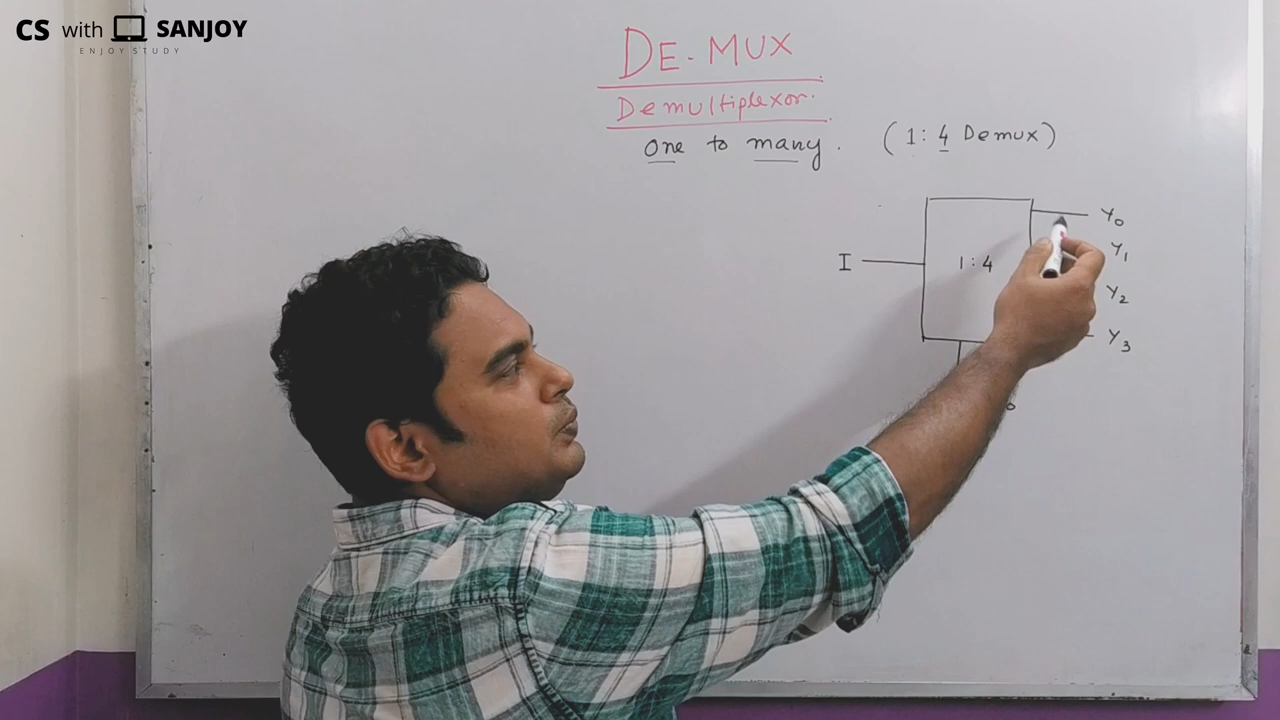 CS with SANJOY
ENJOY STUDY
DE-MUX
Demultiplexor.
One to many. (1:4 Demux)
Y0
Y1
I 1:4
Y2
Y3